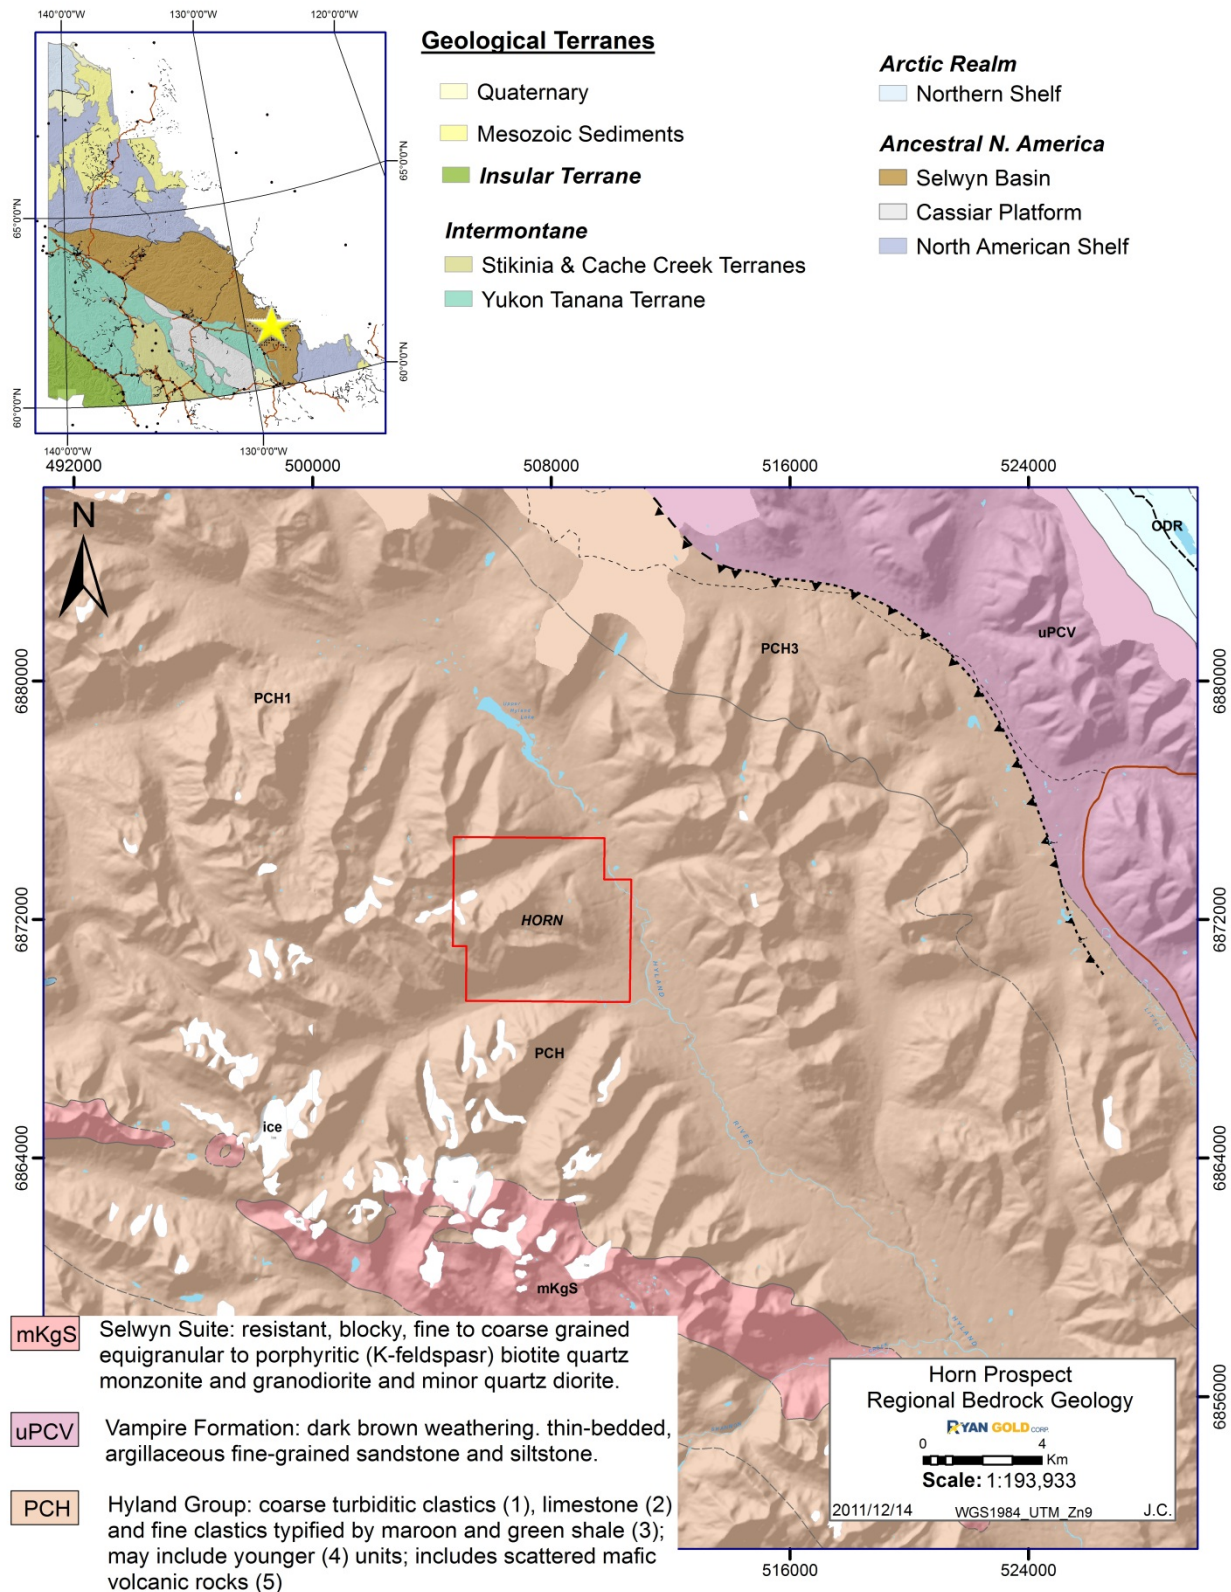 140°0'0"W
130°0'0"W
120°0'0"W
65°0'0"N
60°0'0"N
65°0'0"N
60°0'0"N
140°0'0"W
130°0'0"W
Geological Terranes
Quaternary
Mesozoic Sediments
Insular Terrane
Intermontane
Stikinia & Cache Creek Terranes
Yukon Tanana Terrane
Arctic Realm
Northern Shelf
Ancestral N. America
Selwyn Basin
Cassiar Platform
North American Shelf
492000
500000
508000
516000
524000
N
ODR
uPCV
PCH3
PCH1
6880000
6880000
HORN
6872000
6872000
HYLAND
PCH
ice
RIVER
6864000
6864000
mKgS
HYLAND
LITTLE
6856000
mKgS
Selwyn Suite: resistant, blocky, fine to coarse grained
equigranular to porphyritic (K-feldspasr) biotite quartz
monzonite and granodiorite and minor quartz diorite.
uPCV
Vampire Formation: dark brown weathering. thin-bedded,
argillaceous fine-grained sandstone and siltstone.
PCH
Hyland Group: coarse turbiditic clastics (1), limestone (2)
and fine clastics typified by maroon and green shale (3);
may include younger (4) units; includes scattered mafic
volcanic rocks (5)
Horn Prospect
Regional Bedrock Geology
RYAN GOLD CORP.
0 4
Km
Scale: 1:193,933
2011/12/14 WGS1984_UTM_Zn9 J.C.
516000
524000